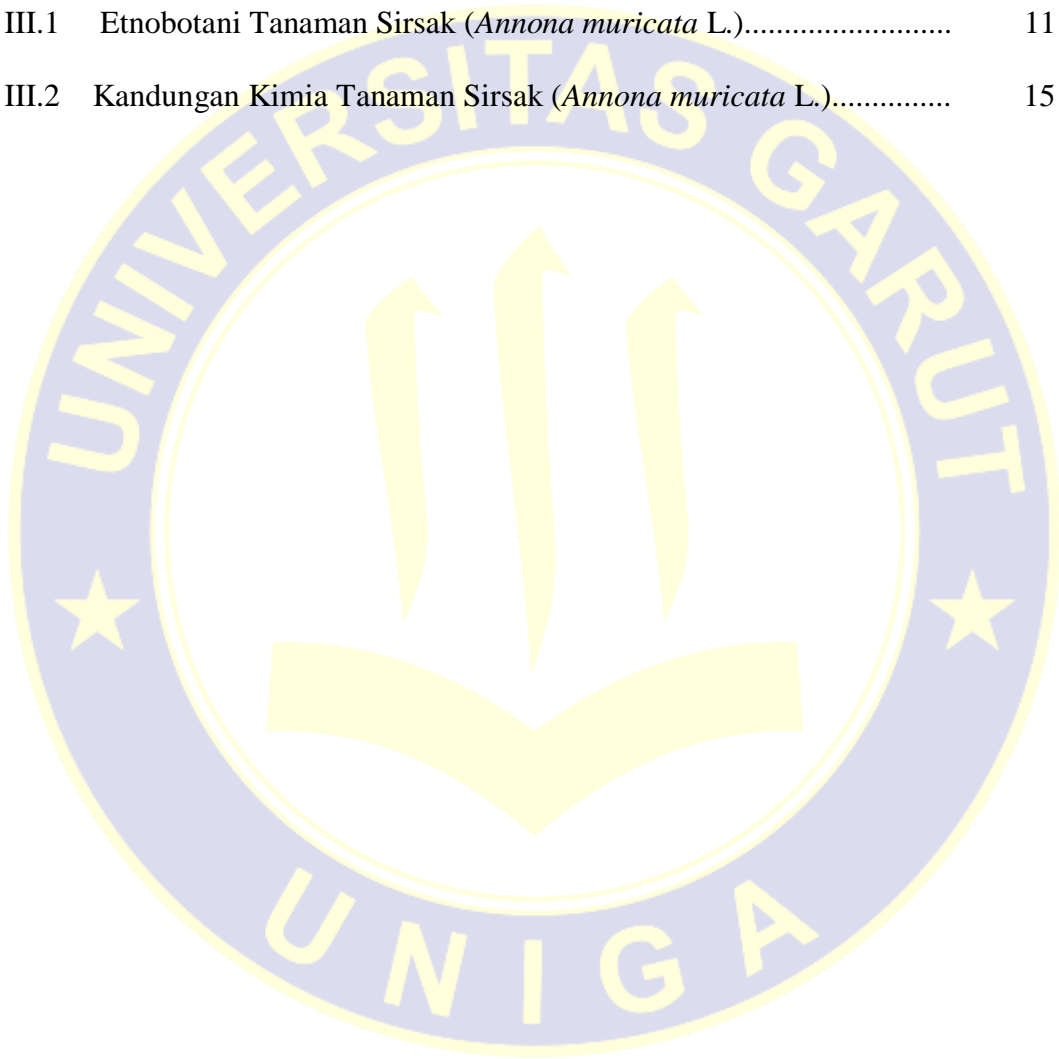 III.1 Etnobotani Tanaman Sirsak (Annona muricata L.).......................... 11
III.2 Kandungan Kimia Tanaman Sirsak (Annona muricata L.)............... 15
UNIVERSITAS GARUT
UNIGA